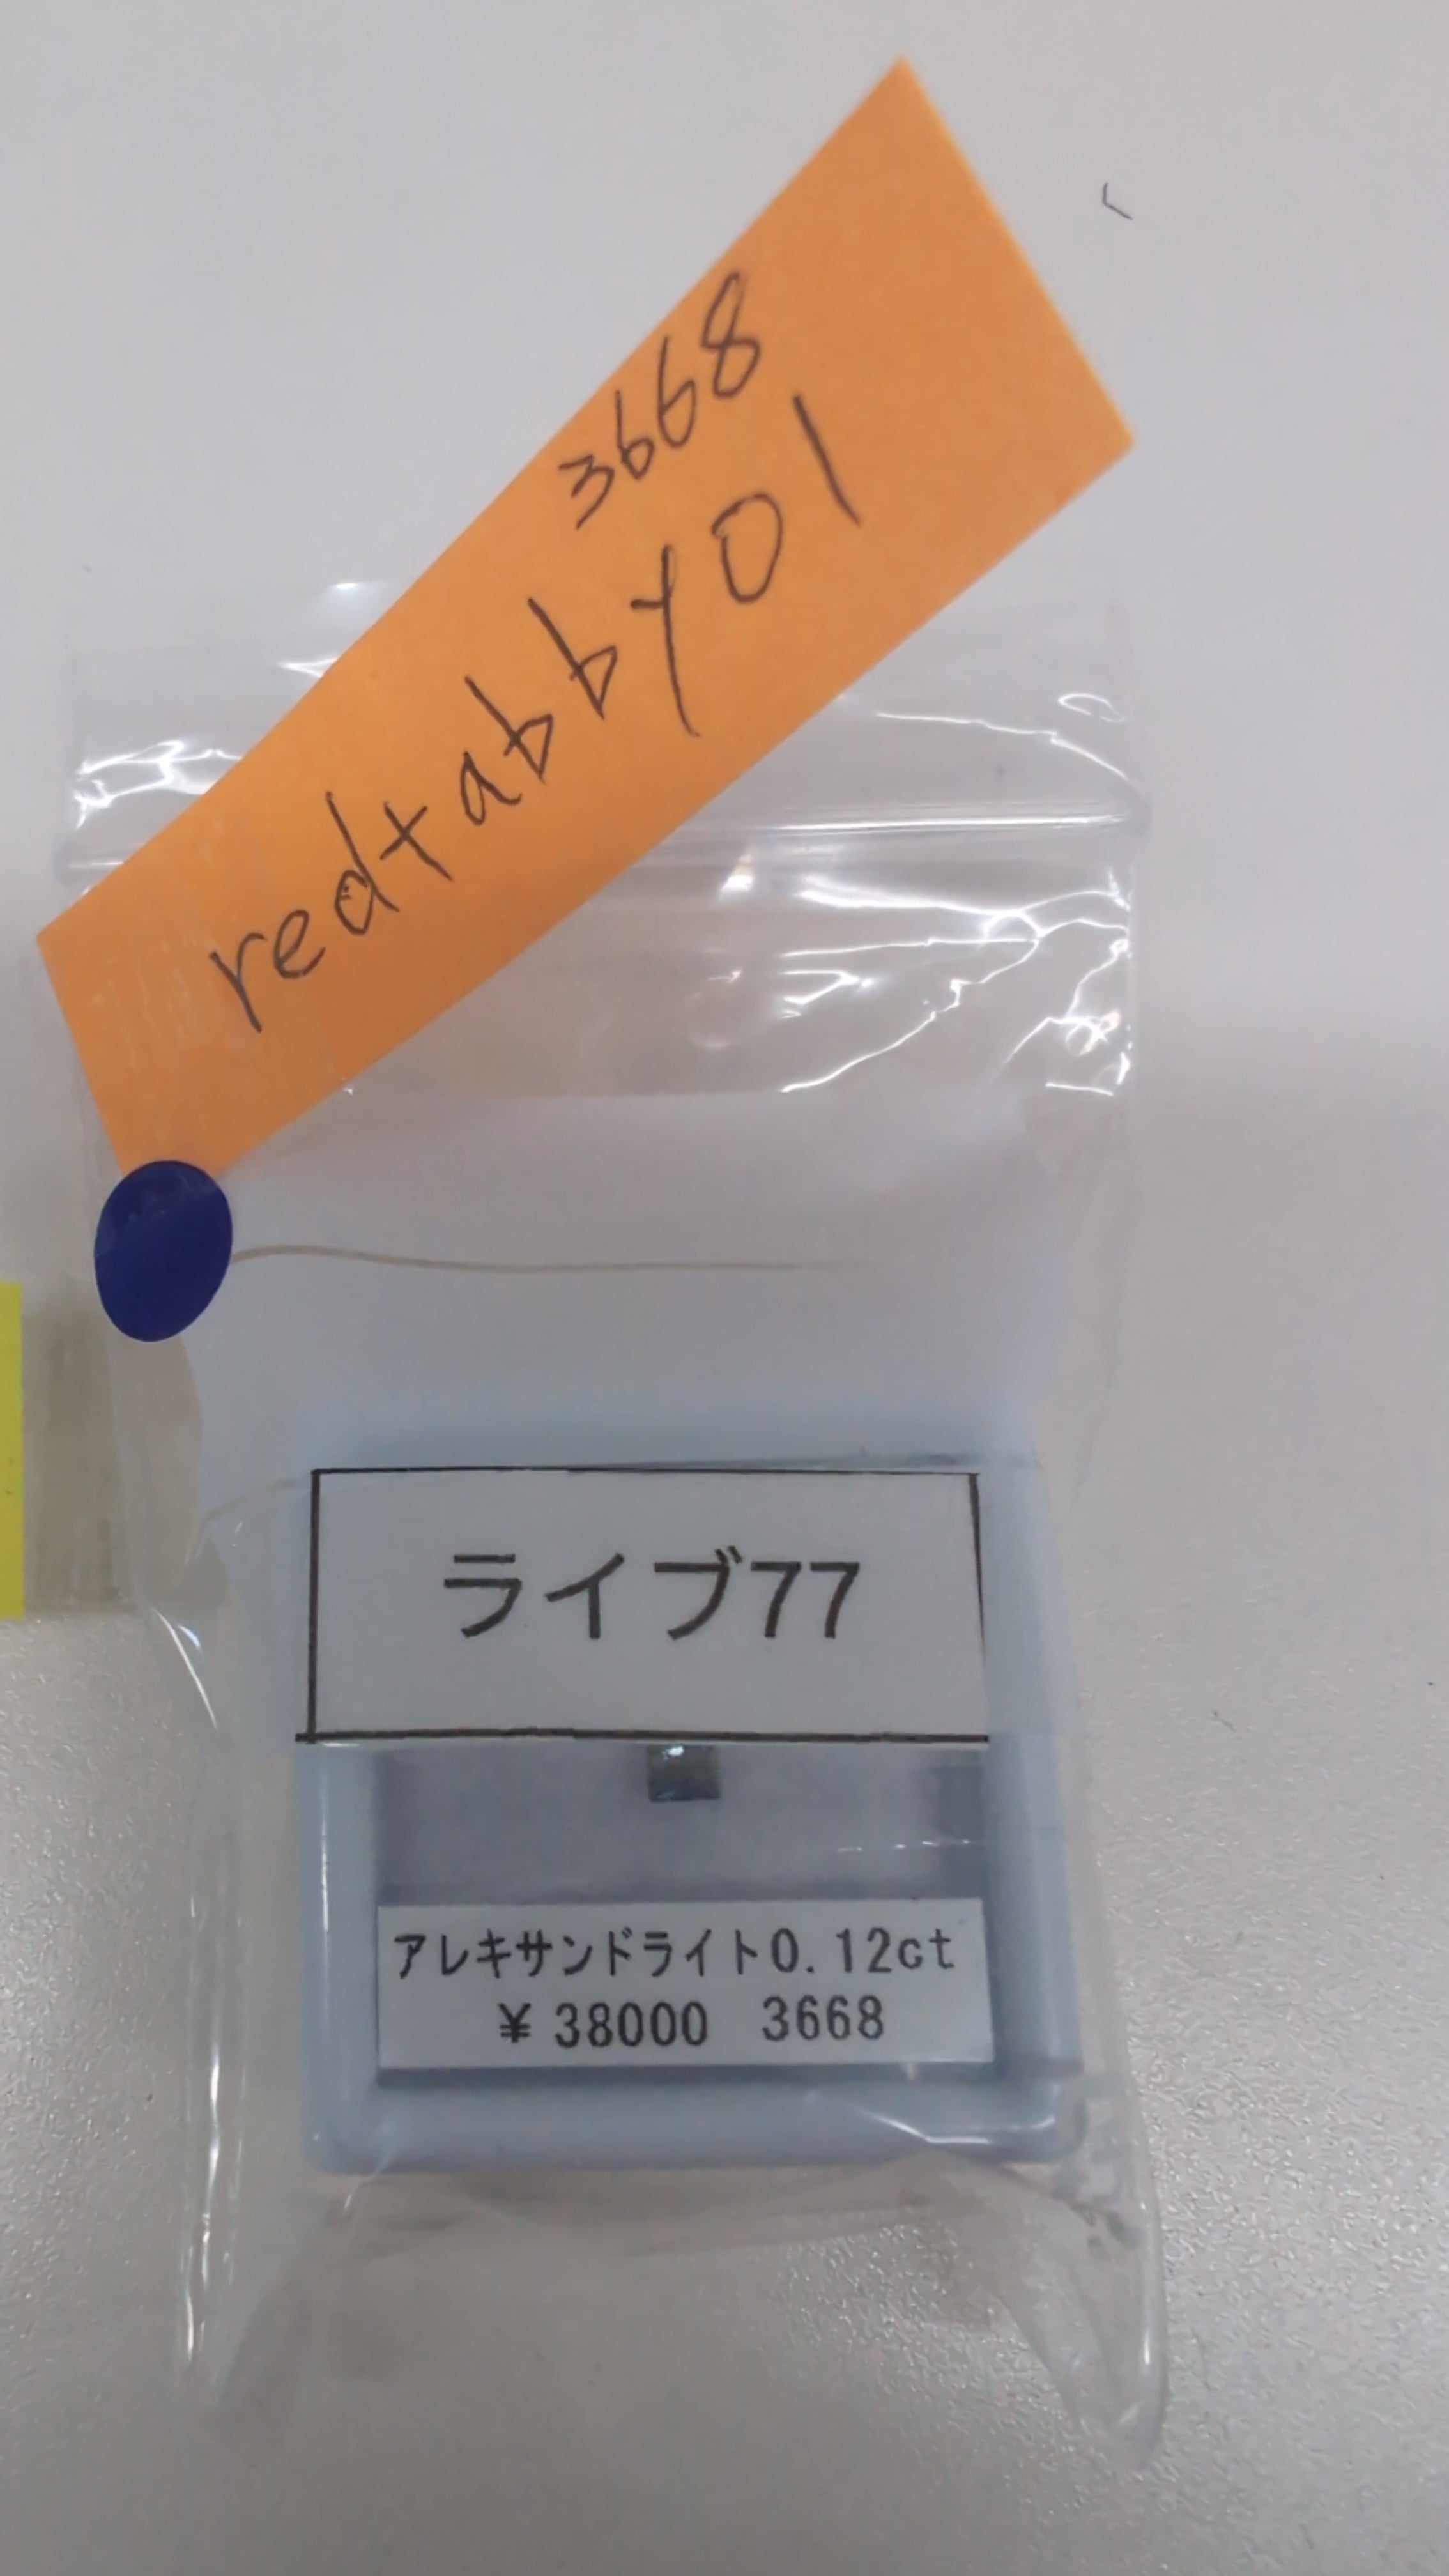 3668
redtabby01
ライブ77
アレキサンドライト0.12ct
¥38000 3668